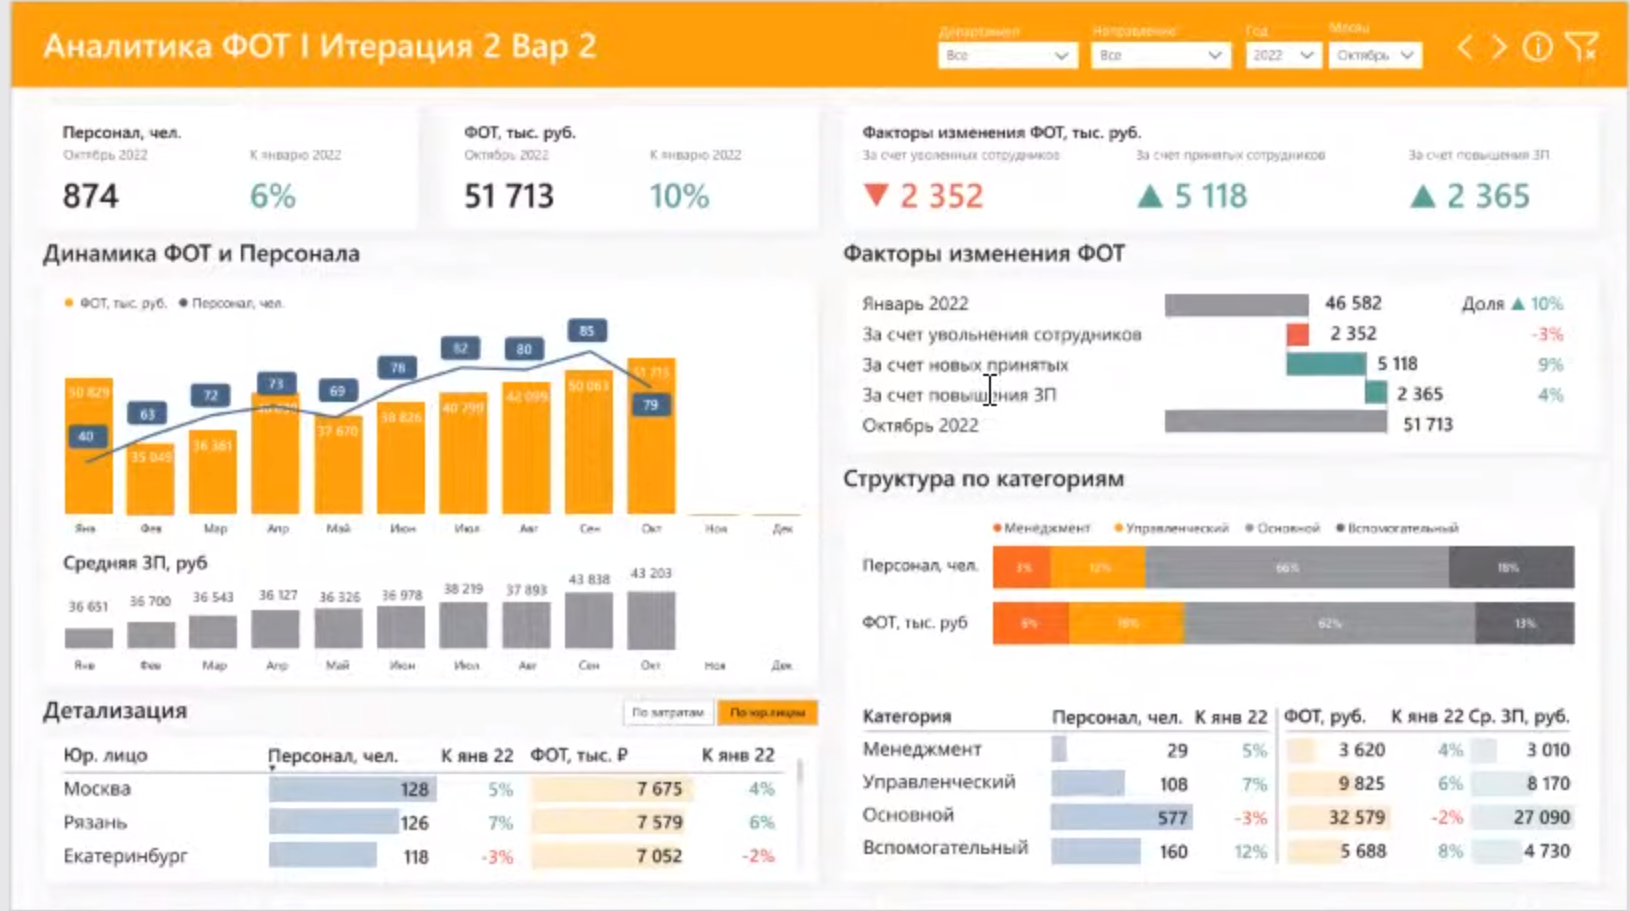 Аналитика ФОТ I Итерация 2 Вар 2
Департамент Направление Год Месяц
Все Все 2022 Октябрь
Персонал, чел.
Октябрь 2022 К январю 2022
874 6%
ФОТ, тыс. руб.
Октябрь 2022 К январю 2022
51 713 10%
Факторы изменения ФОТ, тыс. руб.
За счет уволенных сотрудников За счет принятых сотрудников За счет повышения ЗП
▼ 2 352 ▲ 5 118 ▲ 2 365
Динамика ФОТ и Персонала
ФОТ, тыс. руб. Персонал, чел.
40 63 72 73 69 78 82 80 85 79
50 829 35 049 36 361 37 670 38 826 40 799 42 099 50 083 51 713
Янв Фев Мар Апр Май Июн Июл Авг Сен Окт Ноя Дек
Средняя ЗП, руб
36 651 36 700 36 543 36 127 36 326 36 978 38 219 37 893 43 838 43 203
Янв Фев Мар Апр Май Июн Июл Авг Сен Окт Ноя Дек
Факторы изменения ФОТ
Январь 2022 46 582 Доля ▲ 10%
За счет увольнения сотрудников 2 352 -3%
За счет новых принятых 5 118 9%
За счет повышения ЗП 2 365 4%
Октябрь 2022 51 713
Структура по категориям
Менеджмент Управленческий Основной Вспомогательный
Персонал, чел. 3% 12% 66% 18%
ФОТ, тыс. руб 6% 18% 62% 13%
Детализация
По затратам По юр.лицам
Юр. лицо Персонал, чел. К янв 22 ФОТ, тыс. ₽ К янв 22
Москва 128 5% 7 675 4%
Рязань 126 7% 7 579 6%
Екатеринбург 118 -3% 7 052 -2%
Категория Персонал, чел. К янв 22 ФОТ, руб. К янв 22 Ср. ЗП, руб.
Менеджмент 29 5% 3 620 4% 3 010
Управленческий 108 7% 9 825 6% 8 170
Основной 577 -3% 32 579 -2% 27 090
Вспомогательный 160 12% 5 688 8% 4 730